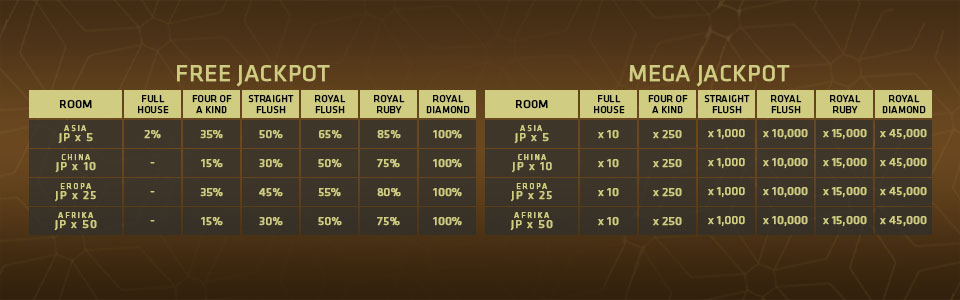 FREE JACKPOT
ROOM FULL HOUSE FOUR OF A KIND STRAIGHT FLUSH ROYAL FLUSH ROYAL RUBY ROYAL DIAMOND
ASIA
JP x 5 2% 35% 50% 65% 85% 100%
CHINA
JP x 10 - 15% 30% 50% 75% 100%
EROPA
JP x 25 - 35% 45% 55% 80% 100%
AFRIKA
JP x 50 - 15% 30% 50% 75% 100%
MEGA JACKPOT
ROOM FULL HOUSE FOUR OF A KIND STRAIGHT FLUSH ROYAL FLUSH ROYAL RUBY ROYAL DIAMOND
ASIA
JP x 5 x 10 x 250 x 1,000 x 10,000 x 15,000 x 45,000
CHINA
JP x 10 x 10 x 250 x 1,000 x 10,000 x 15,000 x 45,000
EROPA
JP x 25 x 10 x 250 x 1,000 x 10,000 x 15,000 x 45,000
AFRIKA
JP x 50 x 10 x 250 x 1,000 x 10,000 x 15,000 x 45,000